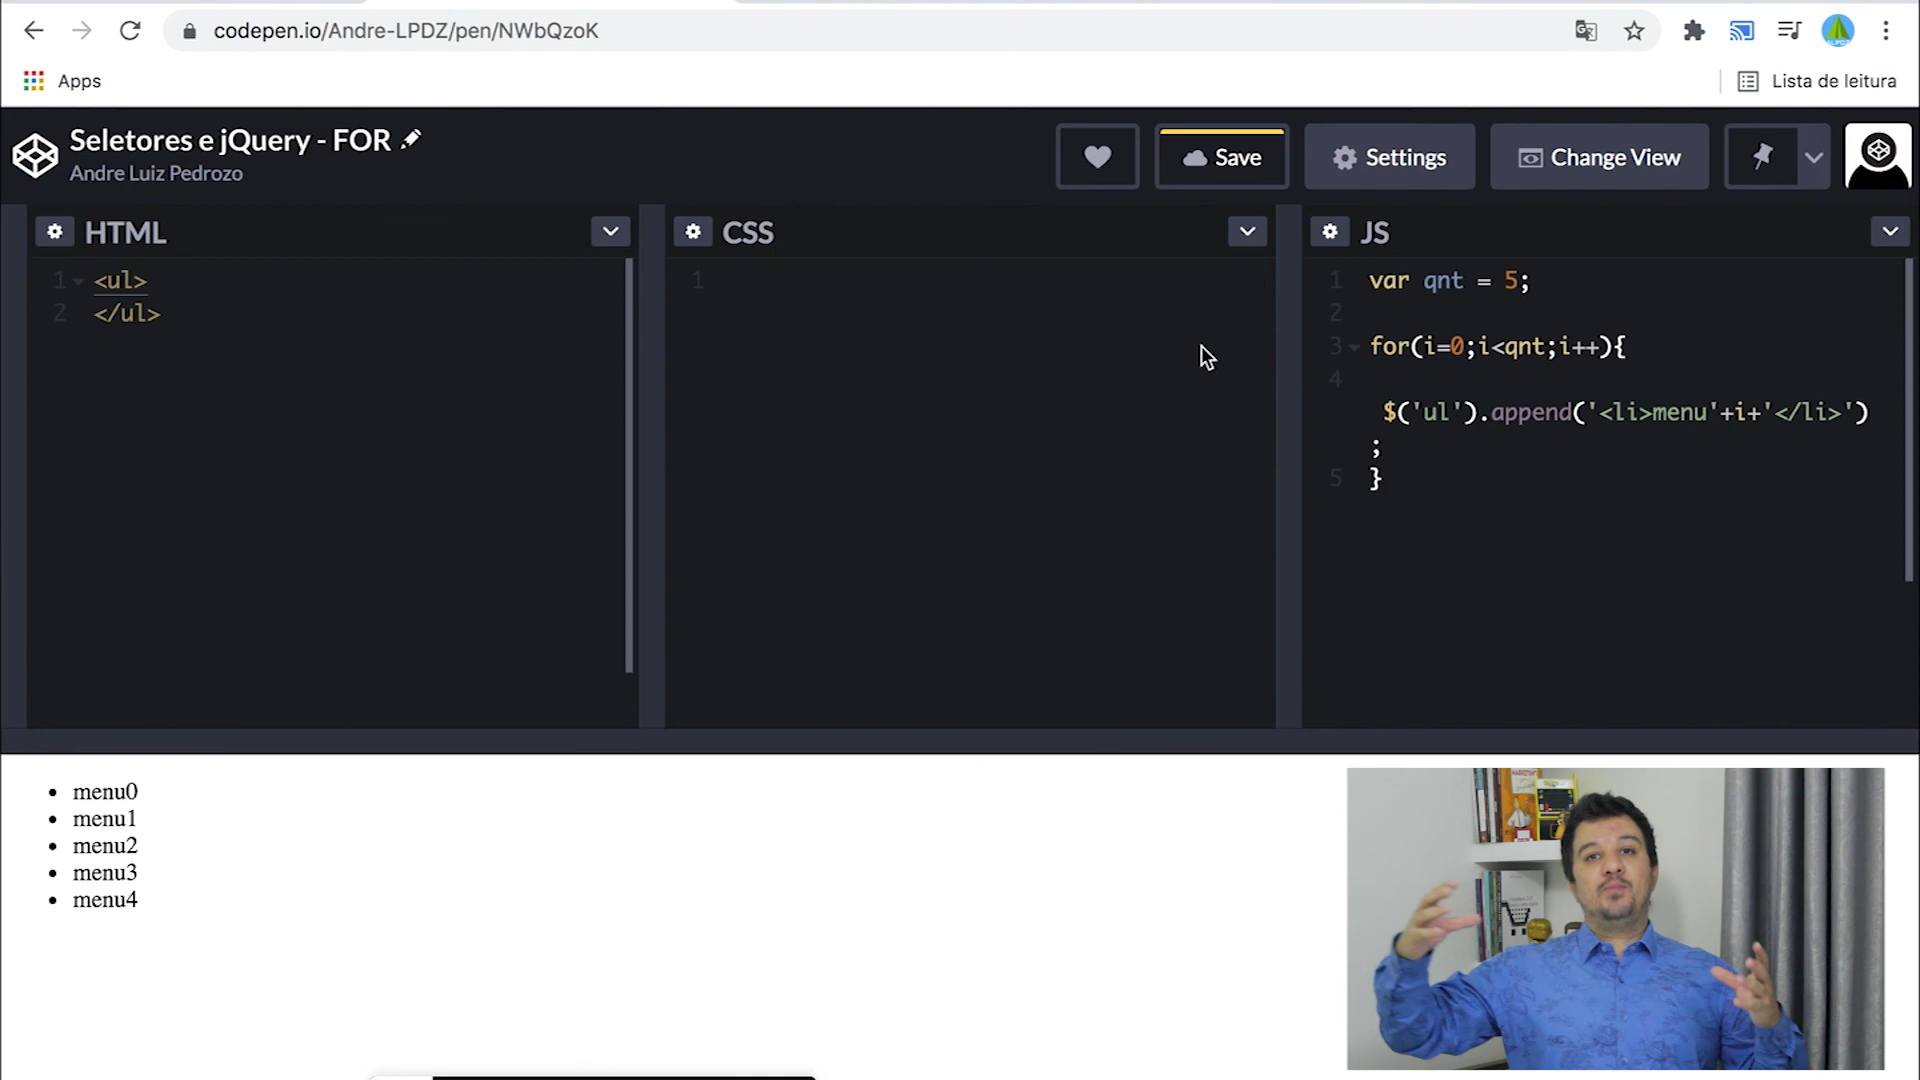 codepen.io/Andre-LPDZ/pen/NWbQzoK
Apps
Lista de leitura
Seletores e jQuery - FOR
Andre Luiz Pedrozo
Save
Settings
Change View
HTML
1 <ul>
2 </ul>
CSS
1
JS
1 var qnt = 5;
2
3 for(i=0;i<qnt;i++){
4
$('ul').append('<li>menu'+i+'</li>')
;
5 }
• menu0
• menu1
• menu2
• menu3
• menu4